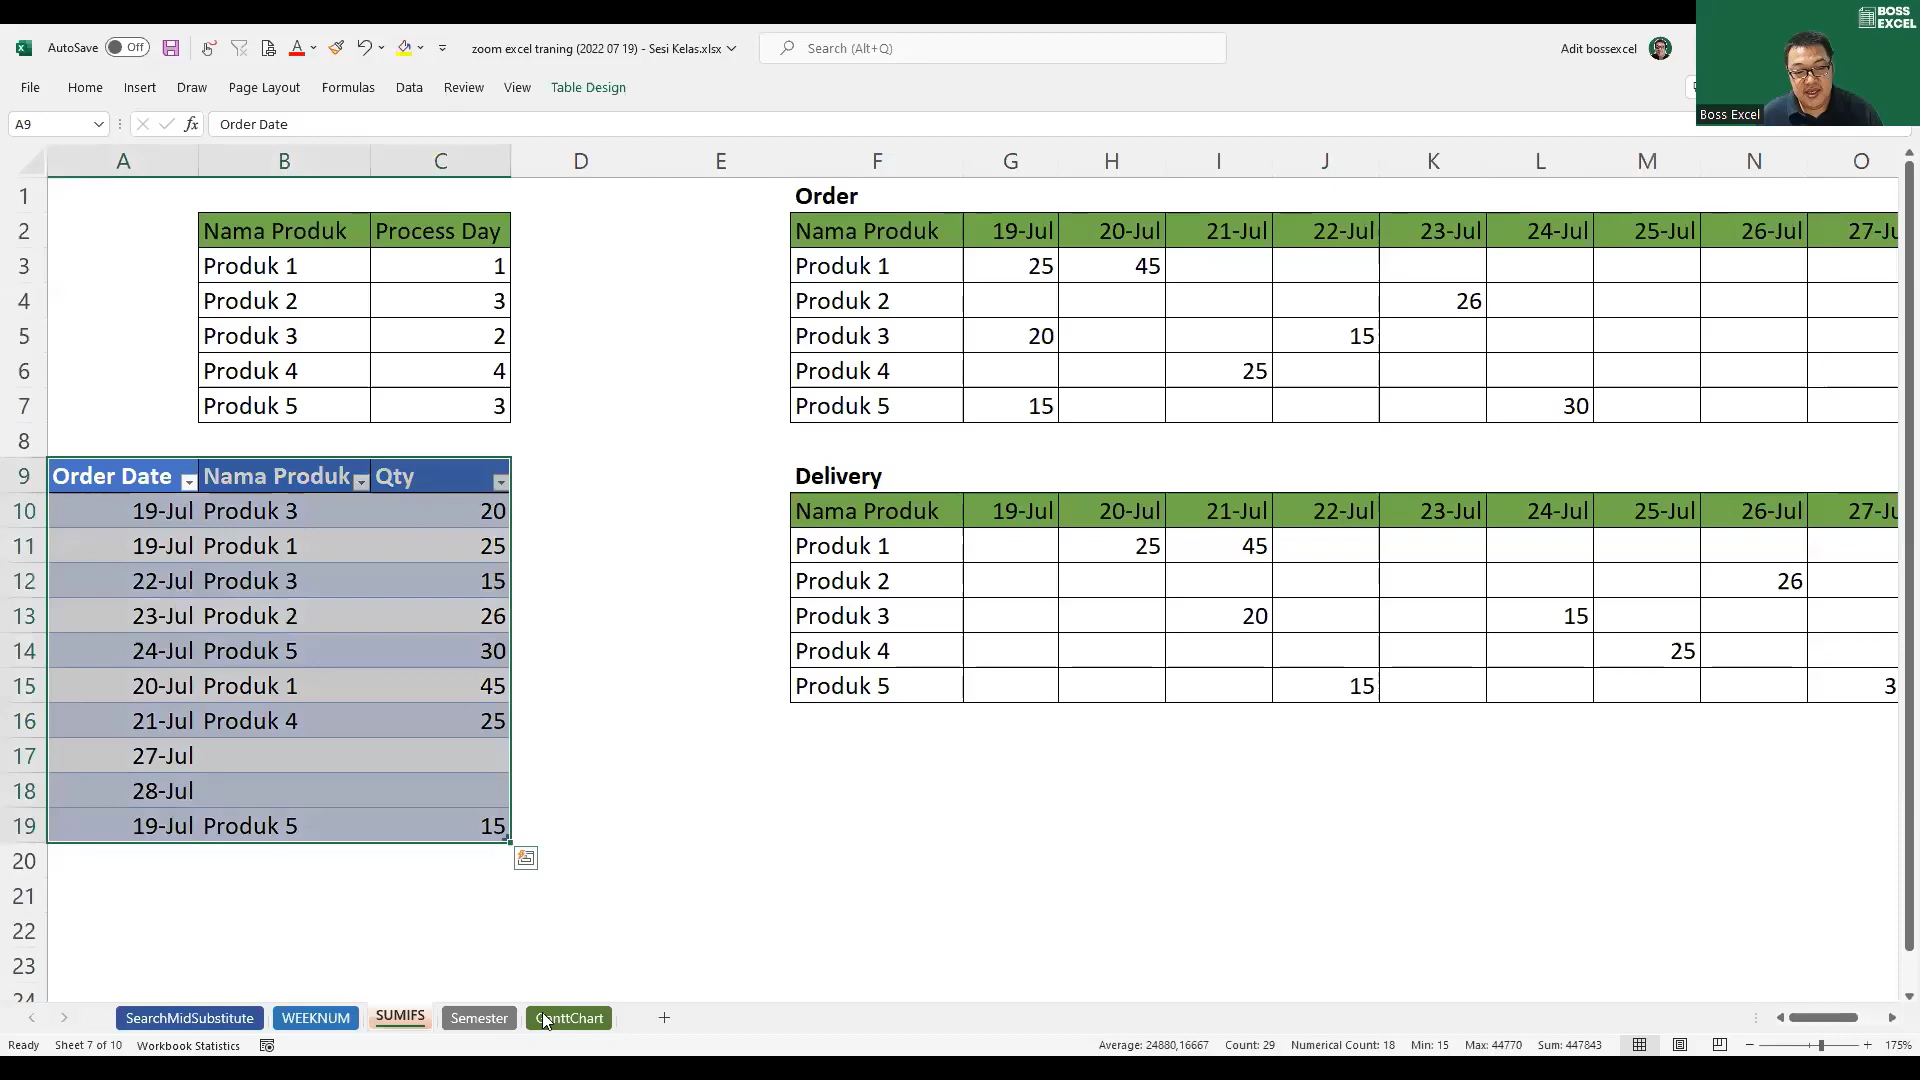 BOSS EXCEL
AutoSave Off
zoom excel traning (2022 07 19) - Sesi Kelas.xlsx
Search (Alt+Q)
Adit bossexcel
File Home Insert Draw Page Layout Formulas Data Review View Table Design
Boss Excel
A9 fx Order Date
A B C D E F G H I J K L M N O
1 Order
2 Nama Produk Process Day Nama Produk 19-Jul 20-Jul 21-Jul 22-Jul 23-Jul 24-Jul 25-Jul 26-Jul 27-Ju
3 Produk 1 1 Produk 1 25 45
4 Produk 2 3 Produk 2 26
5 Produk 3 2 Produk 3 20 15
6 Produk 4 4 Produk 4 25
7 Produk 5 3 Produk 5 15 30
8
9 Order Date Nama Produk Qty Delivery
10 19-Jul Produk 3 20 Nama Produk 19-Jul 20-Jul 21-Jul 22-Jul 23-Jul 24-Jul 25-Jul 26-Jul 27-Ju
11 19-Jul Produk 1 25 Produk 1 25 45
12 22-Jul Produk 3 15 Produk 2 26
13 23-Jul Produk 2 26 Produk 3 20 15
14 24-Jul Produk 5 30 Produk 4 25
15 20-Jul Produk 1 45 Produk 5 15 3
16 21-Jul Produk 4 25
17 27-Jul
18 28-Jul
19 19-Jul Produk 5 15
20
21
22
23
24
SearchMidSubstitute WEEKNUM SUMIFS Semester GanttChart
Ready Sheet 7 of 10 Workbook Statistics Average: 24880,16667 Count: 29 Numerical Count: 18 Min: 15 Max: 44770 Sum: 447843 175%